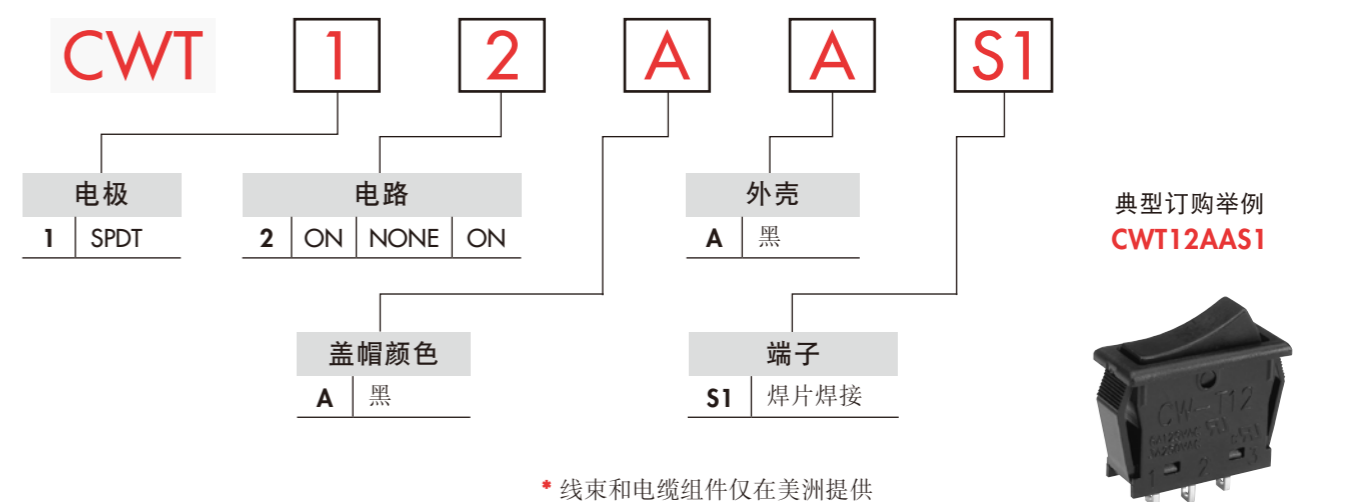 CWT 1 2 A A S1
电极
1 SPDT
电路
2 ON NONE ON
外壳
A 黑
盖帽颜色
A 黑
端子
S1 焊片焊接
典型订购举例
CWT12AAS1
CW-T12
1 2 3
* 线束和电缆组件仅在美洲提供